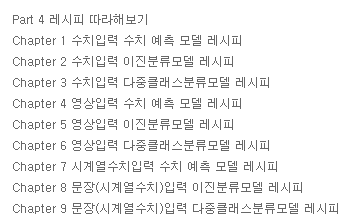 Part 4 레시피 따라해보기
Chapter 1 수치입력 수치 예측 모델 레시피
Chapter 2 수치입력 이진분류모델 레시피
Chapter 3 수치입력 다중클래스분류모델 레시피
Chapter 4 영상입력 수치 예측 모델 레시피
Chapter 5 영상입력 이진분류모델 레시피
Chapter 6 영상입력 다중클래스분류모델 레시피
Chapter 7 시계열수치입력 수치 예측 모델 레시피
Chapter 8 문장(시계열수치)입력 이진분류모델 레시피
Chapter 9 문장(시계열수치)입력 다중클래스분류모델 레시피